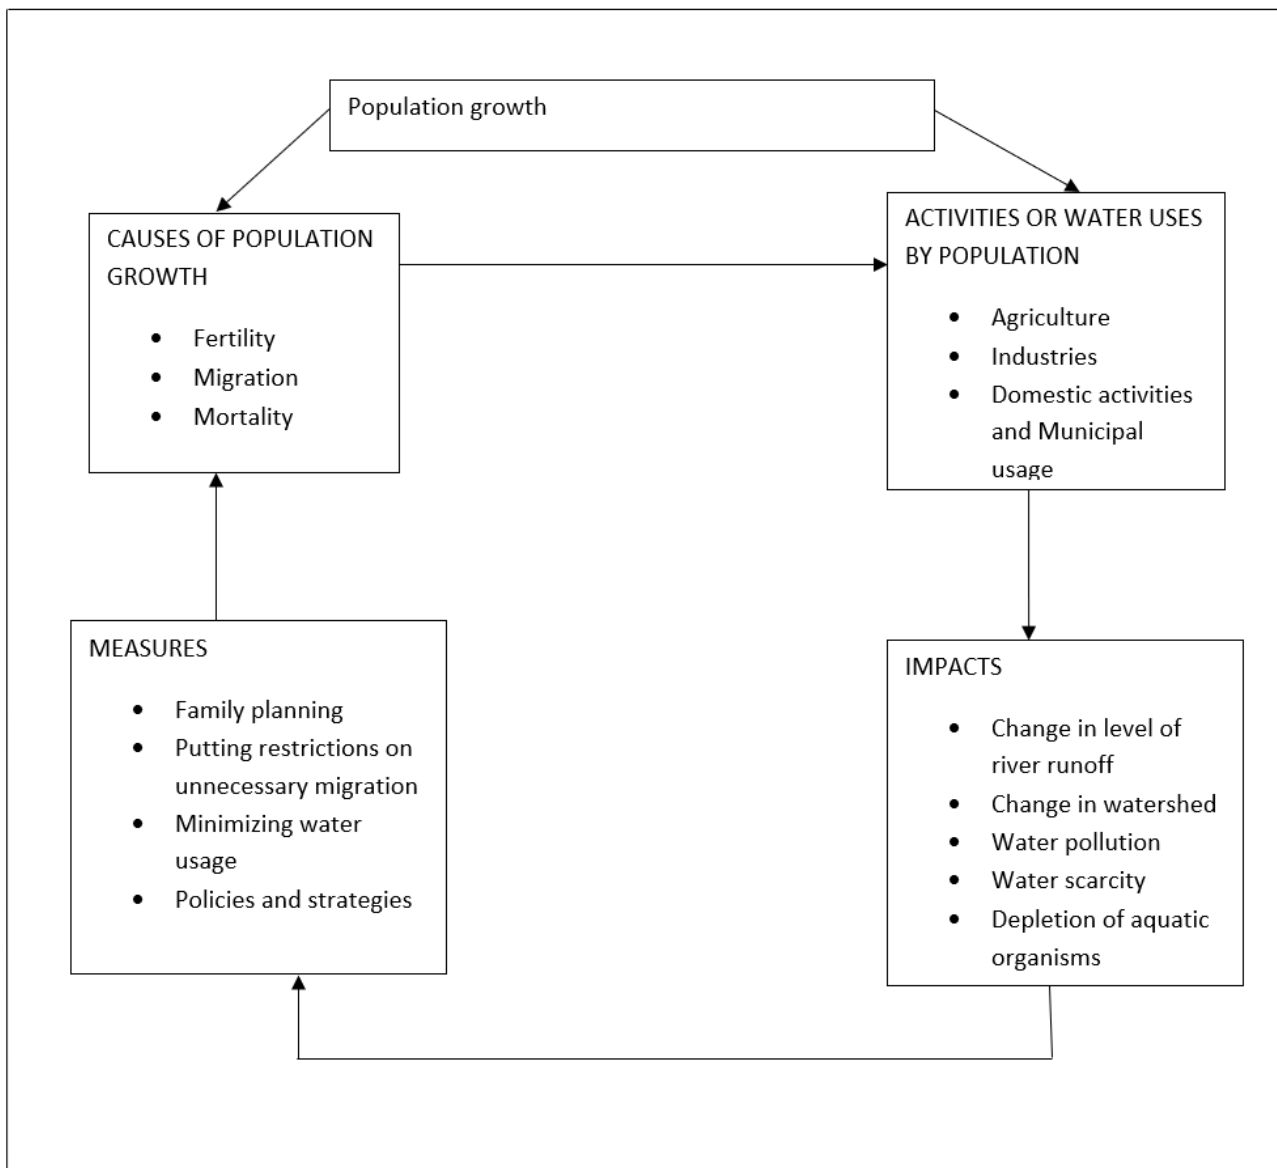 Population growth
CAUSES OF POPULATION
GROWTH
• Fertility
• Migration
• Mortality
ACTIVITIES OR WATER USES
BY POPULATION
• Agriculture
• Industries
• Domestic activities
and Municipal
usage
MEASURES
• Family planning
• Putting restrictions on
unnecessary migration
• Minimizing water
usage
• Policies and strategies
IMPACTS
• Change in level of
river runoff
• Change in watershed
• Water pollution
• Water scarcity
• Depletion of aquatic
organisms